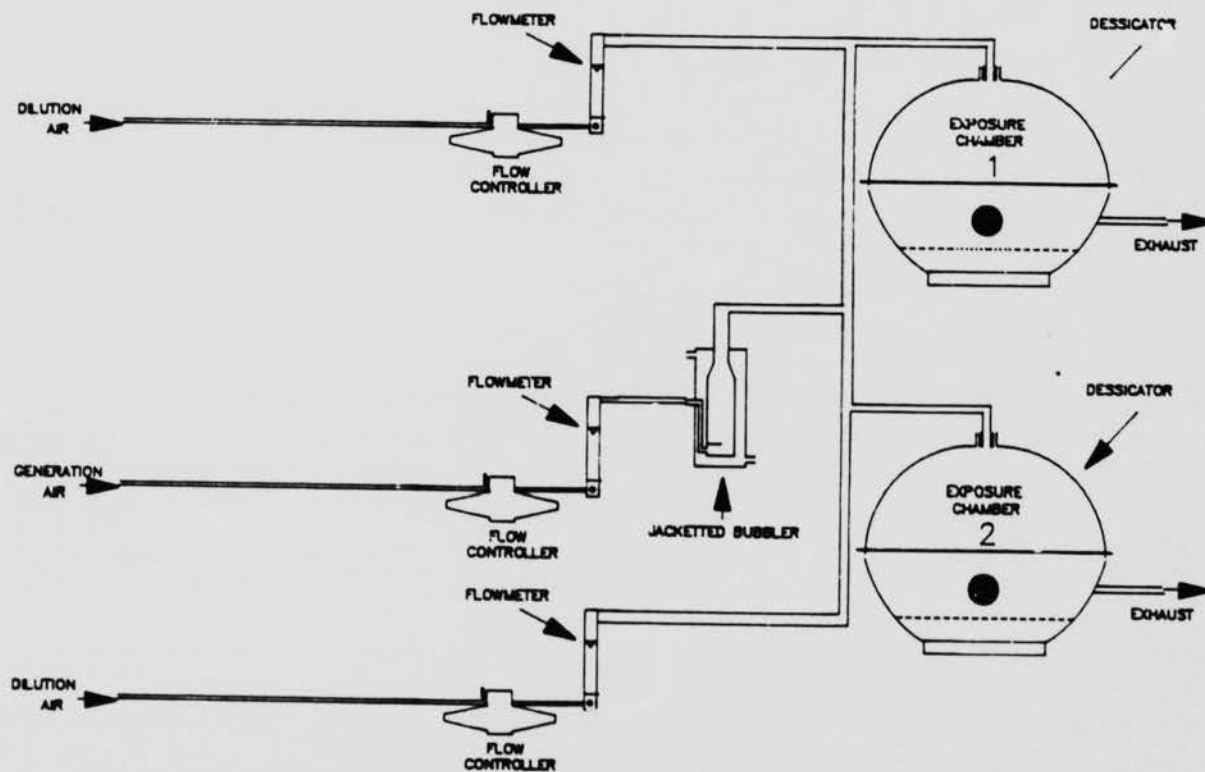 FLOWMETER
DESSICATOR
DILUTION
AIR
EXPOSURE
CHAMBER
1
FLOW
CONTROLLER
EXHAUST
FLOWMETER
DESSICATOR
GENERATION
AIR
EXPOSURE
CHAMBER
2
JACKETTED BUBBLER
FLOW
CONTROLLER
FLOWMETER
EXHAUST
DILUTION
AIR
FLOW
CONTROLLER